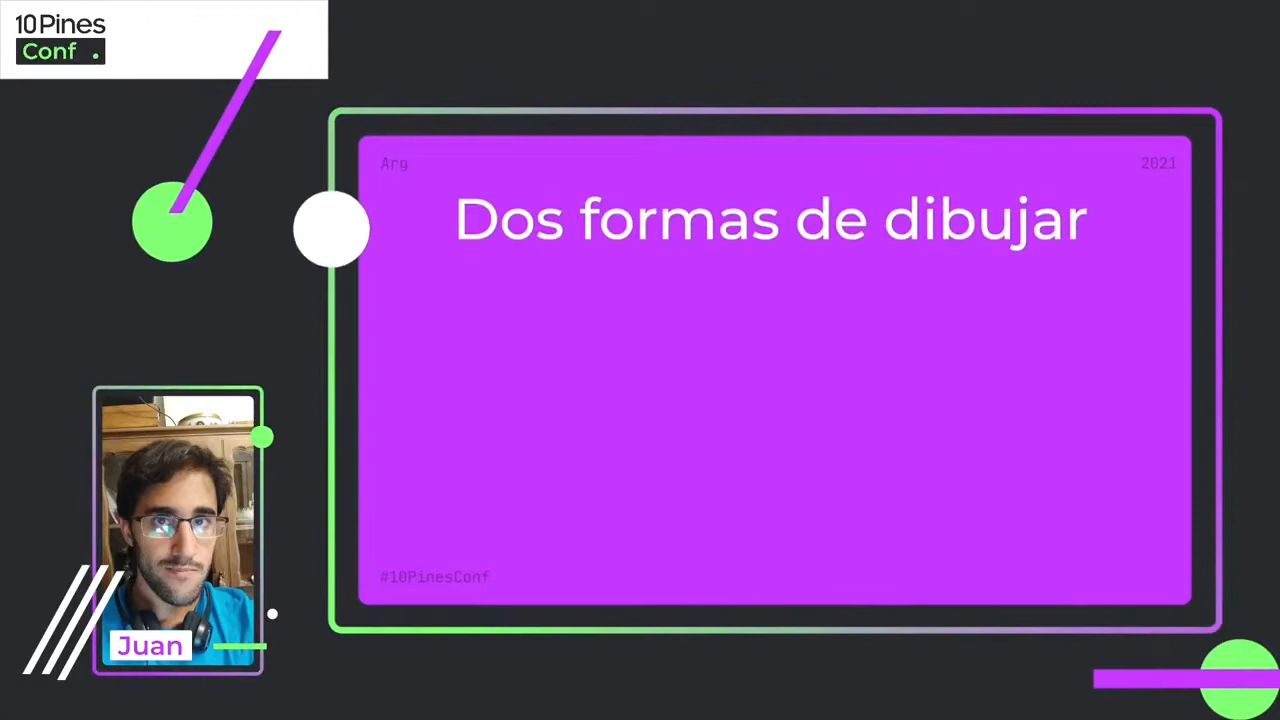 10Pines
Conf .
Arg
2021
Dos formas de dibujar
#10PinesConf
Juan